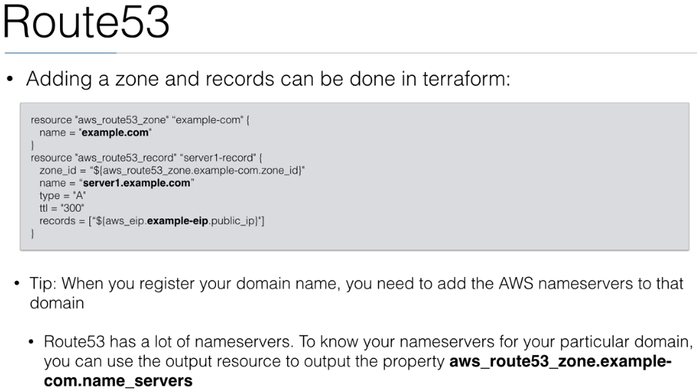 Route53
• Adding a zone and records can be done in terraform:
resource "aws_route53_zone" "example-com" {
name = "example.com"
}
resource "aws_route53_record" "server1-record" {
zone_id = "${aws_route53_zone.example-com.zone_id}"
name = "server1.example.com"
type = "A"
ttl = "300"
records = ["${aws_eip.example-eip.public_ip}"]
}
• Tip: When you register your domain name, you need to add the AWS nameservers to that
domain
• Route53 has a lot of nameservers. To know your nameservers for your particular domain,
you can use the output resource to output the property aws_route53_zone.example-
com.name_servers